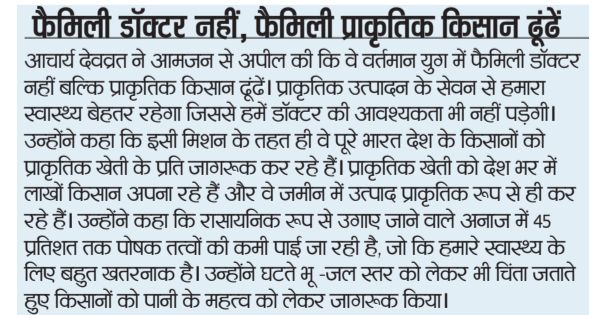 फैमिली डॉक्टर नहीं, फैमिली प्राकृतिक किसान ढूंढें
आचार्य देवव्रत ने आमजन से अपील की कि वे वर्तमान युग में फैमिली डॉक्टर
नहीं बल्कि प्राकृतिक किसान ढूंढें। प्राकृतिक उत्पादन के सेवन से हमारा
स्वास्थ्य बेहतर रहेगा जिससे हमें डॉक्टर की आवश्यकता भी नहीं पड़ेगी।
उन्होंने कहा कि इसी मिशन के तहत ही वे पूरे भारत देश के किसानों को
प्राकृतिक खेती के प्रति जागरूक कर रहे हैं। प्राकृतिक खेती को देश भर में
लाखों किसान अपना रहे हैं और वे जमीन में उत्पाद प्राकृतिक रूप से ही कर
रहे हैं। उन्होंने कहा कि रासायनिक रूप से उगाए जाने वाले अनाज में 45
प्रतिशत तक पोषक तत्वों की कमी पाई जा रही है, जो कि हमारे स्वास्थ्य के
लिए बहुत खतरनाक है। उन्होंने घटते भू -जल स्तर को लेकर भी चिंता जताते
हुए किसानों को पानी के महत्व को लेकर जागरूक किया।